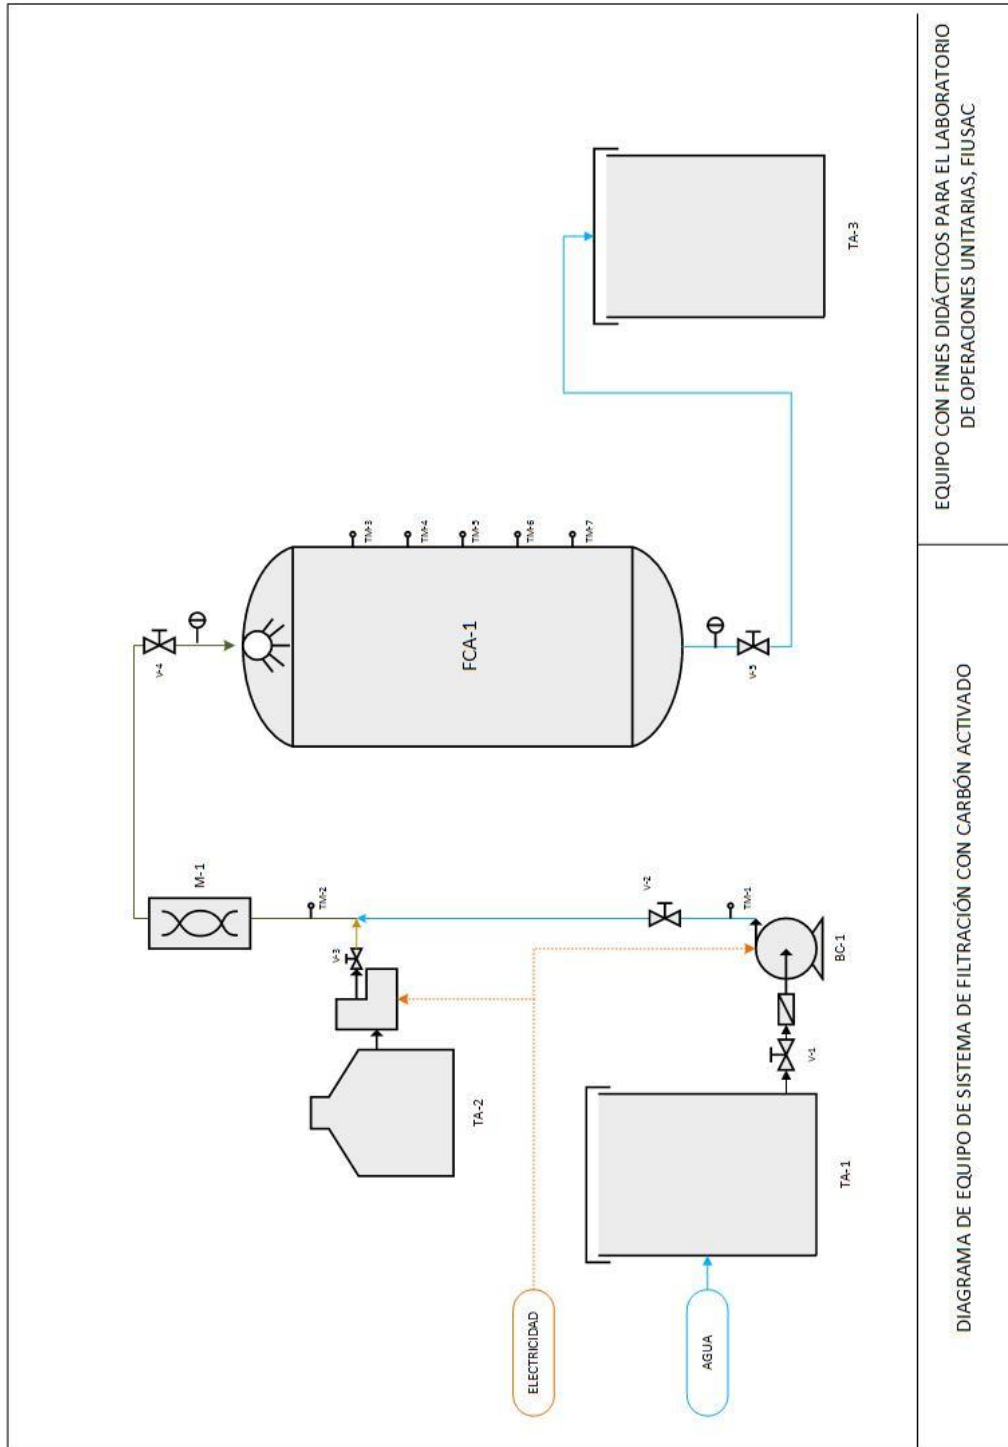 ELECTRICIDAD
AGUA
TA-1
V-1
BC-1
TM-1
V-2
TA-2
V-3
TM-2
M-1
V-4
FCA-1
TM-3
TM-4
TM-5
TM-6
TM-7
V-5
TA-3
DIAGRAMA DE EQUIPO DE SISTEMA DE FILTRACIÓN CON CARBÓN ACTIVADO
EQUIPO CON FINES DIDÁCTICOS PARA EL LABORATORIO
DE OPERACIONES UNITARIAS, FIUSAC